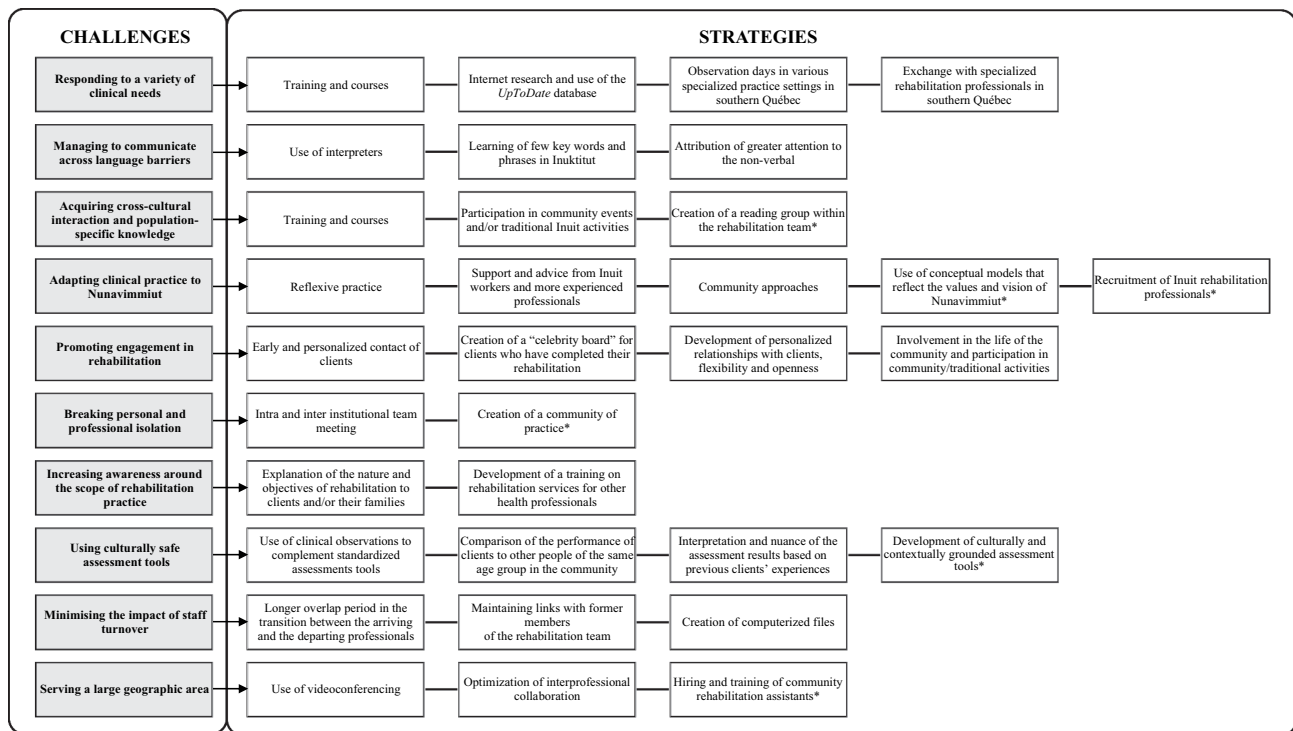 CHALLENGES
STRATEGIES
Responding to a variety of
clinical needs
Training and courses
Internet research and use of the
UpToDate database
Observation days in various
specialized practice settings in
southern Québec
Exchange with specialized
rehabilitation professionals in
southern Québec
Managing to communicate
across language barriers
Use of interpreters
Learning of few key words and
phrases in Inuktitut
Attribution of greater attention to
the non-verbal
Acquiring cross-cultural
interaction and population-
specific knowledge
Training and courses
Participation in community events
and/or traditional Inuit activities
Creation of a reading group within
the rehabilitation team*
Adapting clinical practice to
Nunavimmiut
Reflexive practice
Support and advice from Inuit
workers and more experienced
professionals
Community approaches
Use of conceptual models that
reflect the values and vision of
Nunavimmiut*
Recruitment of Inuit rehabilitation
professionals*
Promoting engagement in
rehabilitation
Early and personalized contact of
clients
Creation of a “celebrity board” for
clients who have completed their
rehabilitation
Development of personalized
relationships with clients,
flexibility and openness
Involvement in the life of the
community and participation in
community/traditional activities
Breaking personal and
professional isolation
Intra and inter institutional team
meeting
Creation of a community of
practice*
Increasing awareness around
the scope of rehabilitation
practice
Explanation of the nature and
objectives of rehabilitation to
clients and/or their families
Development of a training on
rehabilitation services for other
health professionals
Using culturally safe
assessment tools
Use of clinical observations to
complement standardized
assessments tools
Comparison of the performance of
clients to other people of the same
age group in the community
Interpretation and nuance of the
assessment results based on
previous clients’ experiences
Development of culturally and
contextually grounded assessment
tools*
Minimising the impact of staff
turnover
Longer overlap period in the
transition between the arriving
and the departing professionals
Maintaining links with former
members
of the rehabilitation team
Creation of computerized files
Serving a large geographic area
Use of videoconferencing
Optimization of interprofessional
collaboration
Hiring and training of community
rehabilitation assistants*